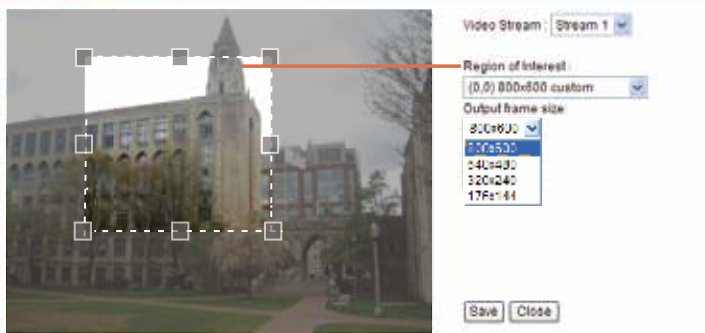 Video Stream : Stream 1
Region of Interest :
(0,0) 800x600 custom
Output frame size
800x600
800x600
640x480
320x240
176x144
Save Close